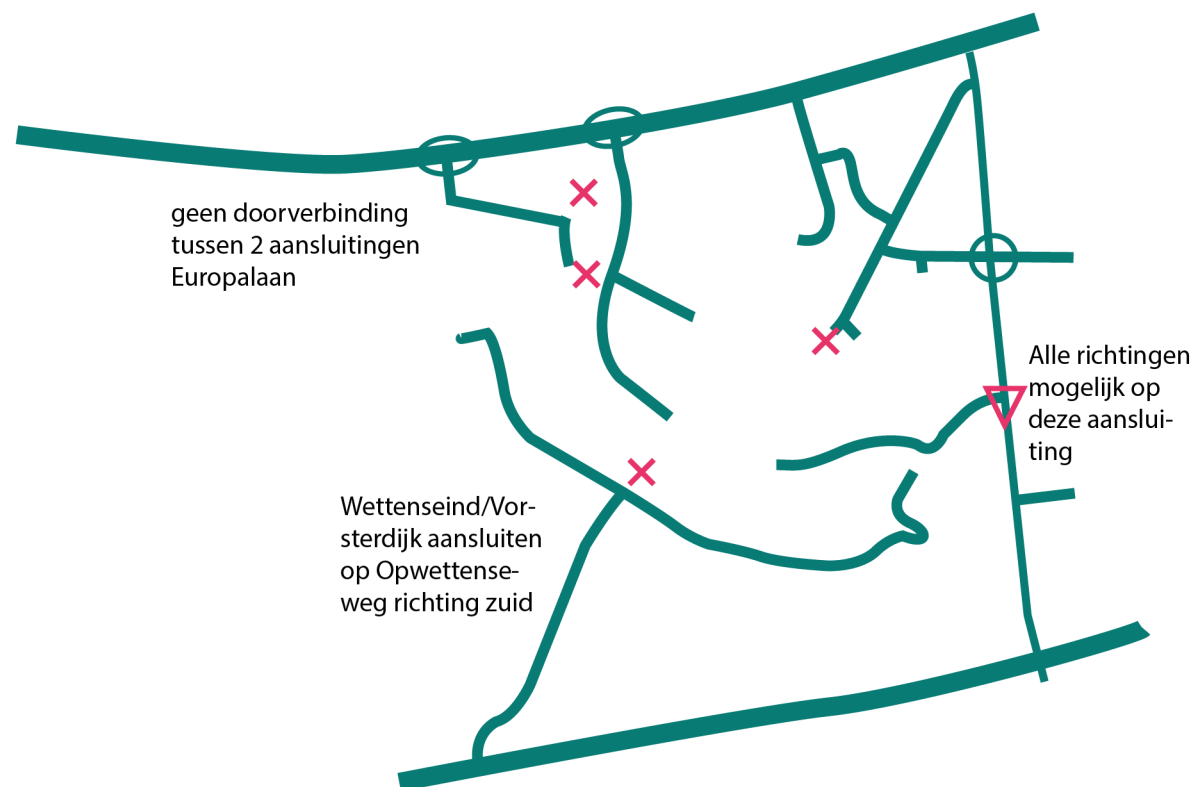 geen doorverbinding
tussen 2 aansluitingen
Europalaan
Alle richtingen
mogelijk op
deze aanslui-
ting
Wettenseind/Vor-
sterdijk aansluiten
op Opwettense-
weg richting zuid